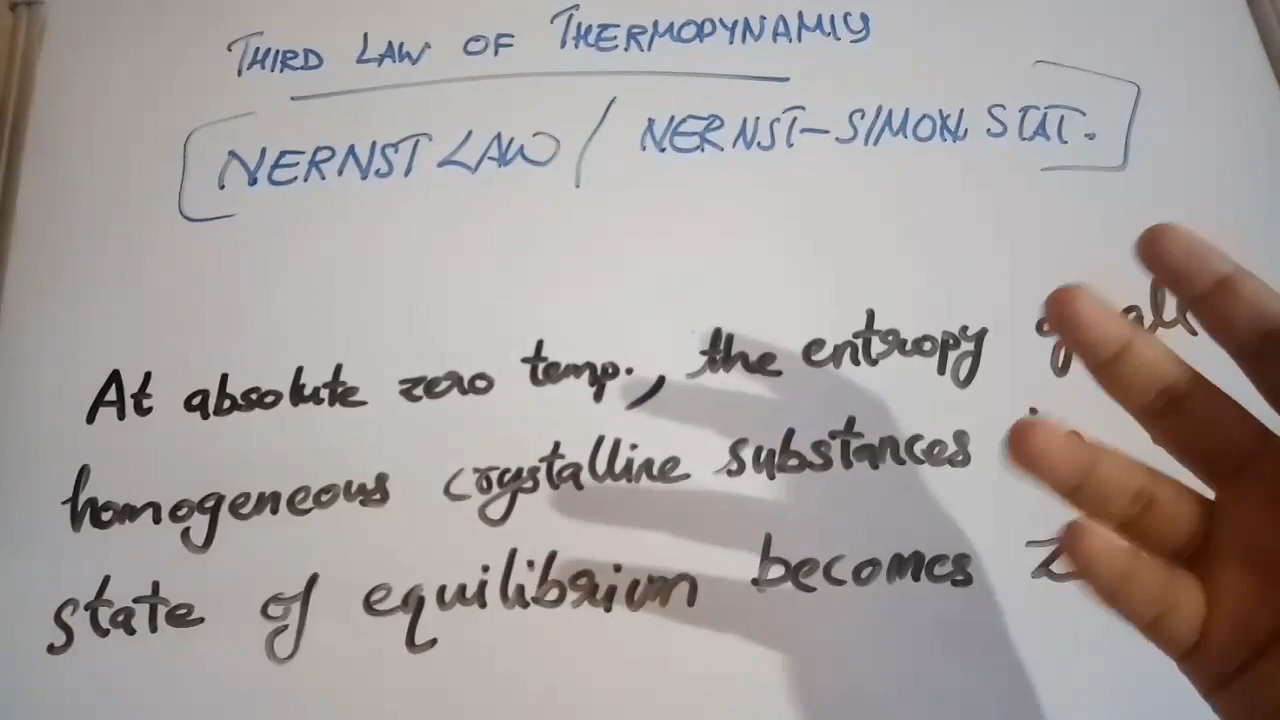 THIRD LAW OF THERMODYNAMICS
[NERNST LAW / NERNST-SIMON STAT.]
At absolute zero temp., the entropy all
homogeneous crystalline substances
state of equilibrium becomes